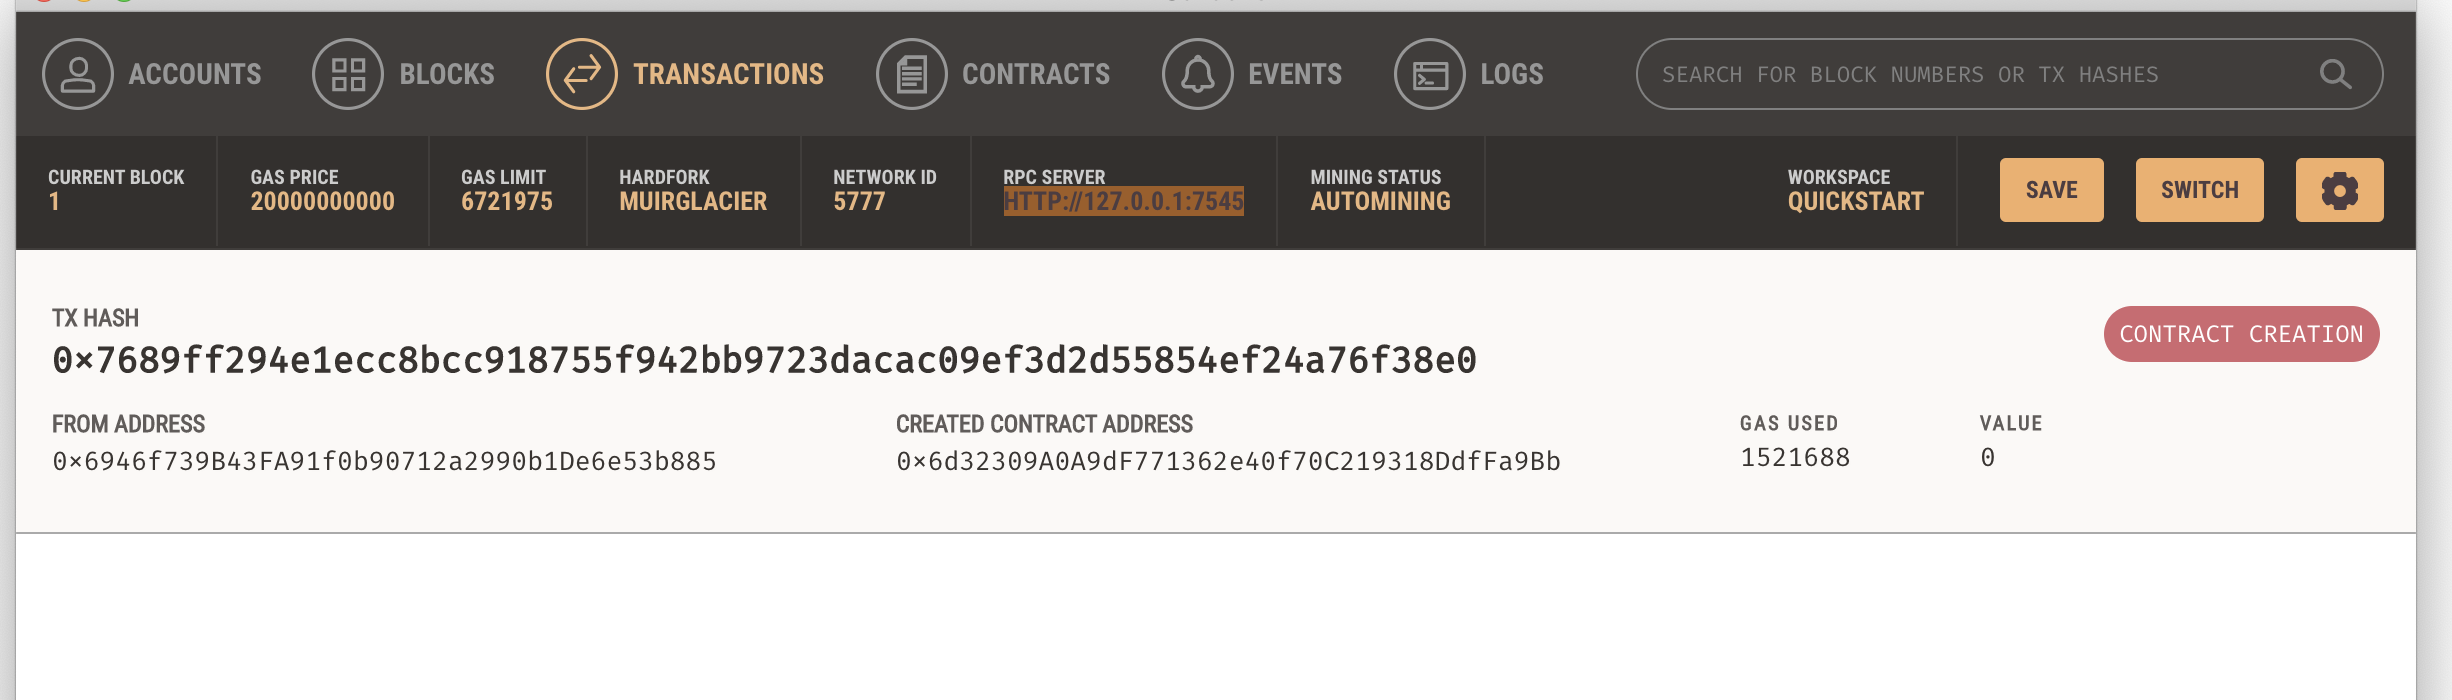 ACCOUNTS BLOCKS TRANSACTIONS CONTRACTS EVENTS LOGS SEARCH FOR BLOCK NUMBERS OR TX HASHES
CURRENT BLOCK GAS PRICE GAS LIMIT HARDFORK NETWORK ID RPC SERVER MINING STATUS WORKSPACE
1 20000000000 6721975 MUIRGLACIER 5777 HTTP://127.0.0.1:7545 AUTOMINING QUICKSTART SAVE SWITCH
TX HASH
0x7689ff294e1ecc8bcc918755f942bb9723dacac09ef3d2d55854ef24a76f38e0 CONTRACT CREATION
FROM ADDRESS CREATED CONTRACT ADDRESS GAS USED VALUE
0x6946f739B43FA91f0b90712a2990b1De6e53b885 0x6d32309A0A9dF771362e40f70C219318DdfFa9Bb 1521688 0